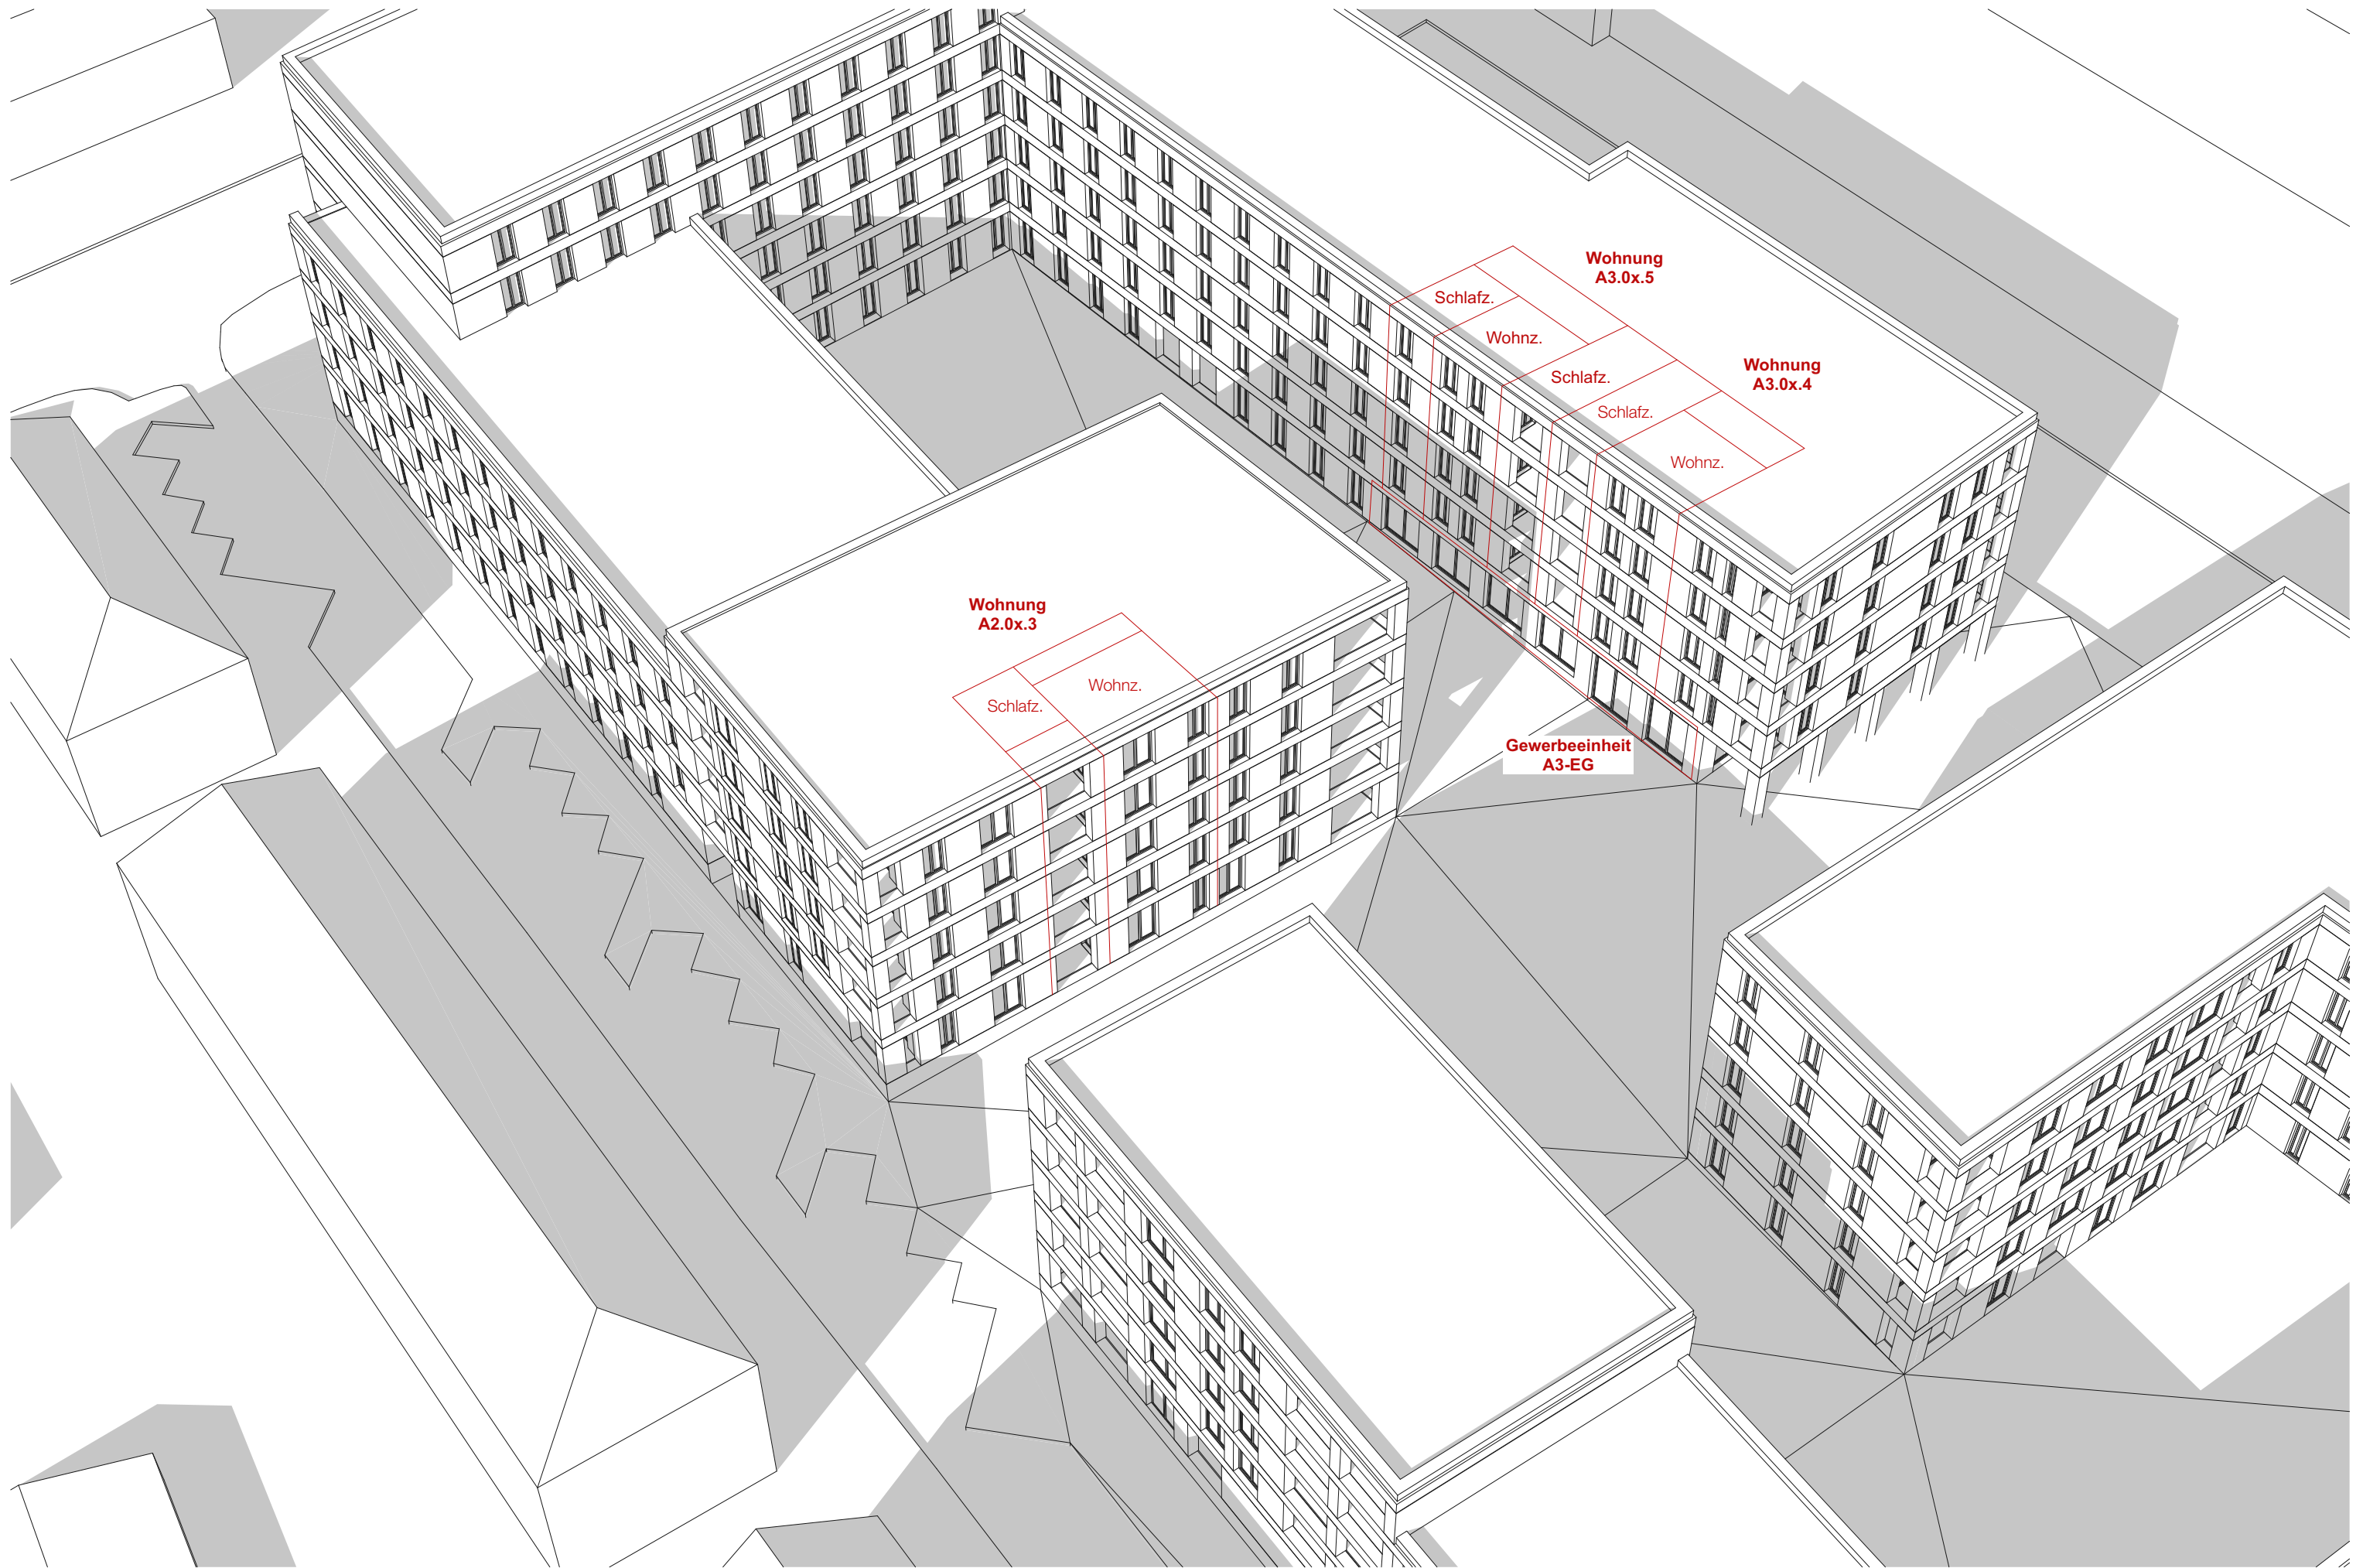 Wohnung
A3.0x.5
Schlafz.
Wohnz.
Wohnung
A3.0x.4
Schlafz.
Schlafz.
Wohnz.
Wohnung
A2.0x.3
Wohnz.
Schlafz.
Gewerbeeinheit
A3-EG